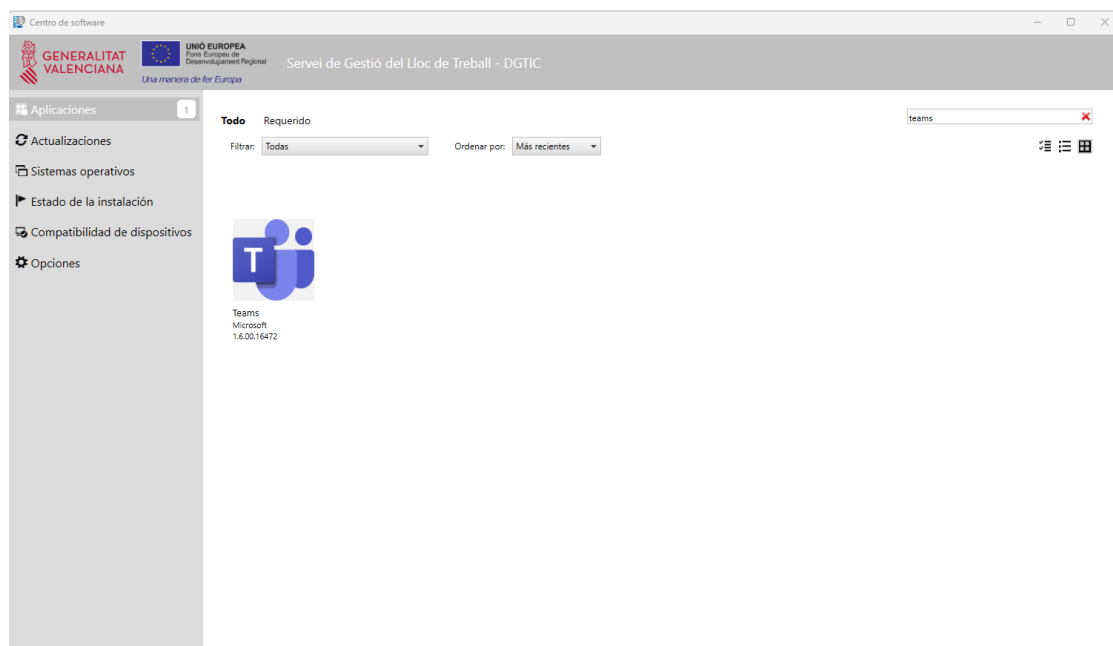 Centro de software
GENERALITAT
VALENCIANA
UNIÓ EUROPEA
Fons Europeu de
Desenvolupament Regional
Una manera de fer Europa
Servei de Gestió del Lloc de Treball - DGTIC
Aplicaciones 1
Actualizaciones
Sistemas operativos
Estado de la instalación
Compatibilidad de dispositivos
Opciones
Todo Requerido
teams
Filtrar: Todas Ordenar por: Más recientes
T
Teams
Microsoft
1.6.00.16472